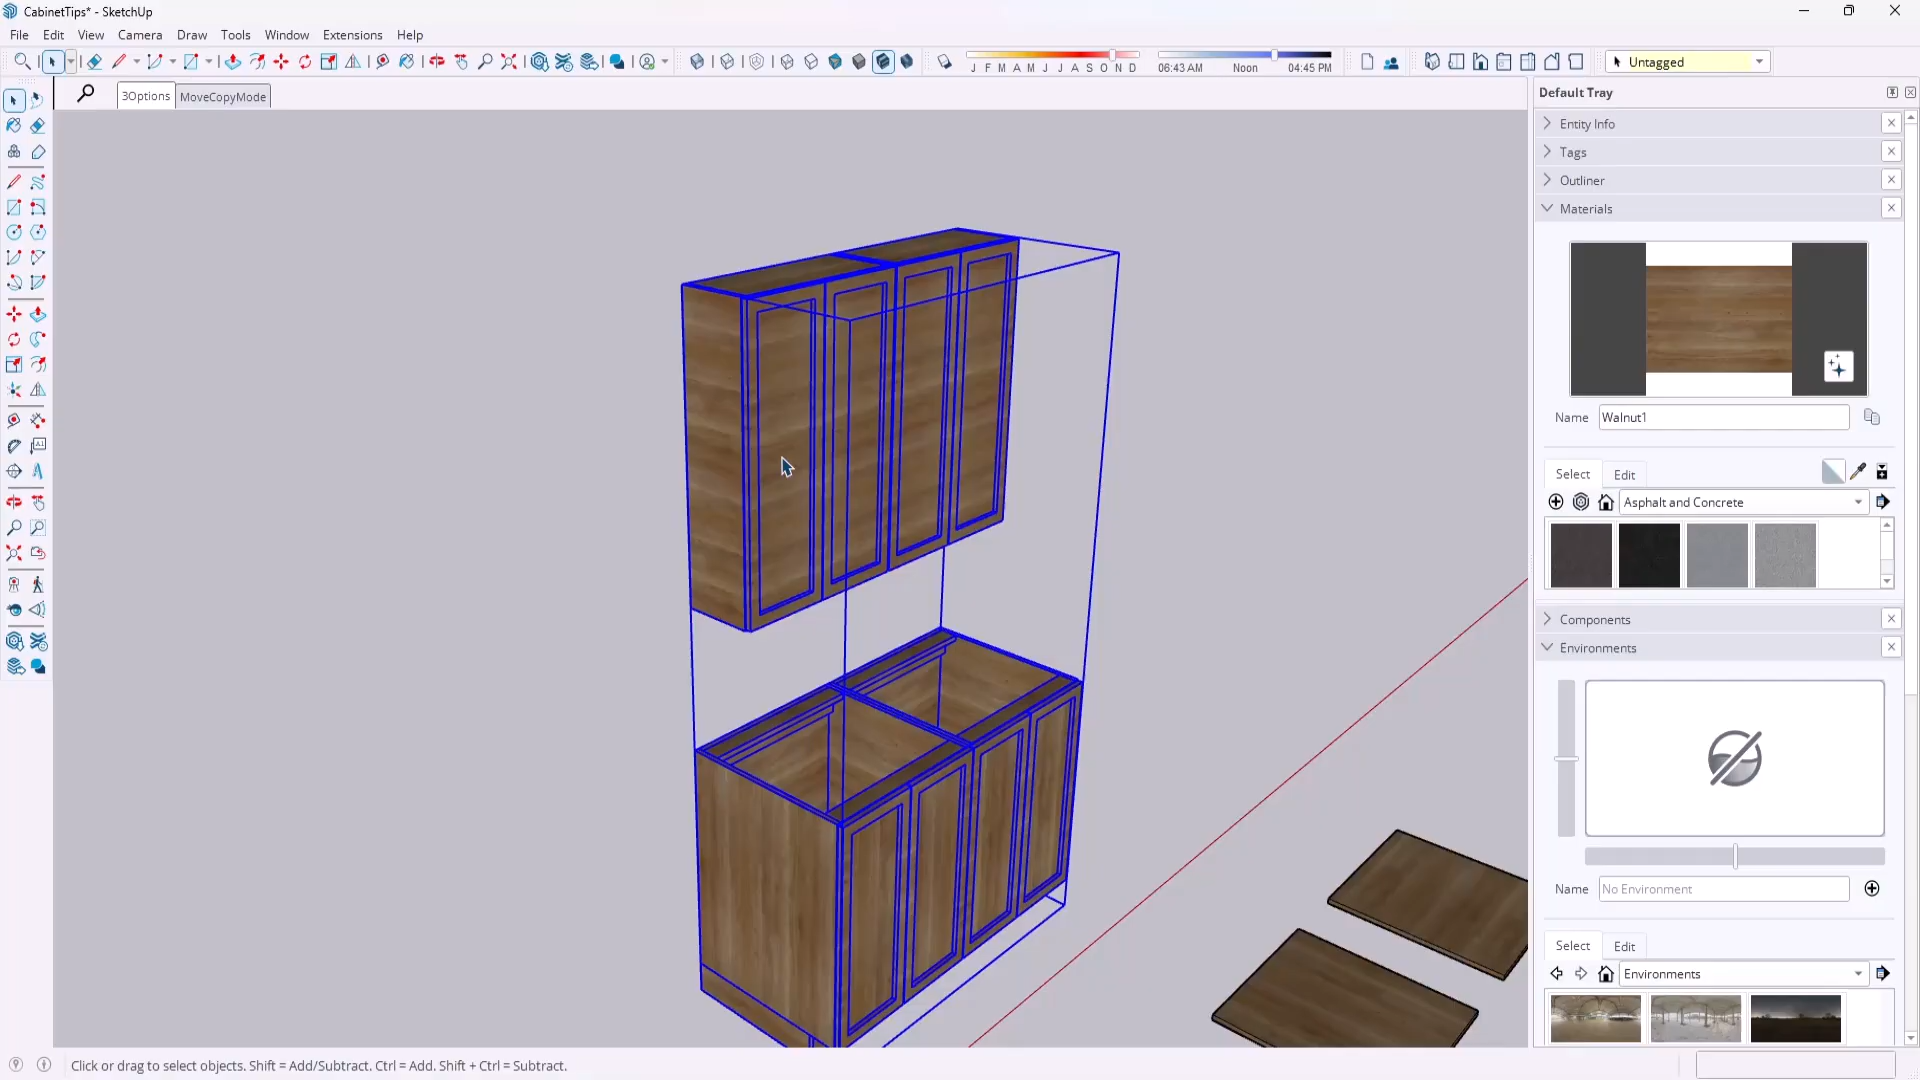 CabinetTips* - SketchUp
File Edit View Camera Draw Tools Window Extensions Help
J F M A M J J A S O N D 06:43 AM Noon 04:45 PM
Untagged
3Options MoveCopyMode
Default Tray
Entity Info
Tags
Outliner
Materials
Name Walnut1
Select Edit
Asphalt and Concrete
Components
Environments
Name No Environment
Select Edit
Environments
Click or drag to select objects. Shift = Add/Subtract. Ctrl = Add. Shift + Ctrl = Subtract.